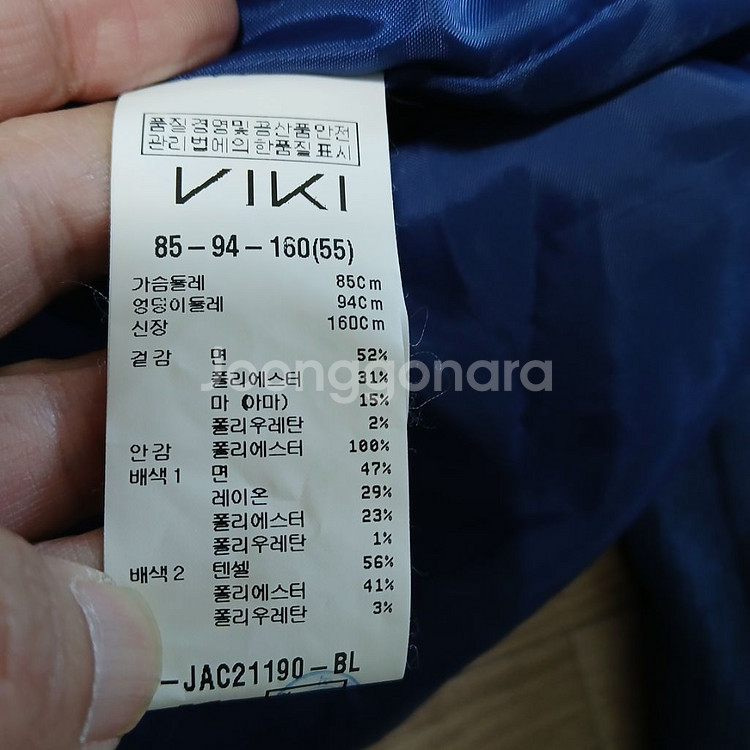 품질경영및공산품안전
관리법에의한품질표시
VIKI
85-94-160(55)
가슴둘레 85Cm
엉덩이둘레 94Cm
신장 160Cm
겉감 면 52%
폴리에스터 31%
마 (아마) 15%
폴리우레탄 2%
안감 폴리에스터 100%
배색1 면 47%
레이온 29%
폴리에스터 23%
폴리우레탄 1%
배색2 텐셀 56%
폴리에스터 41%
폴리우레탄 3%
-JAC21190-BL
Joonggonara